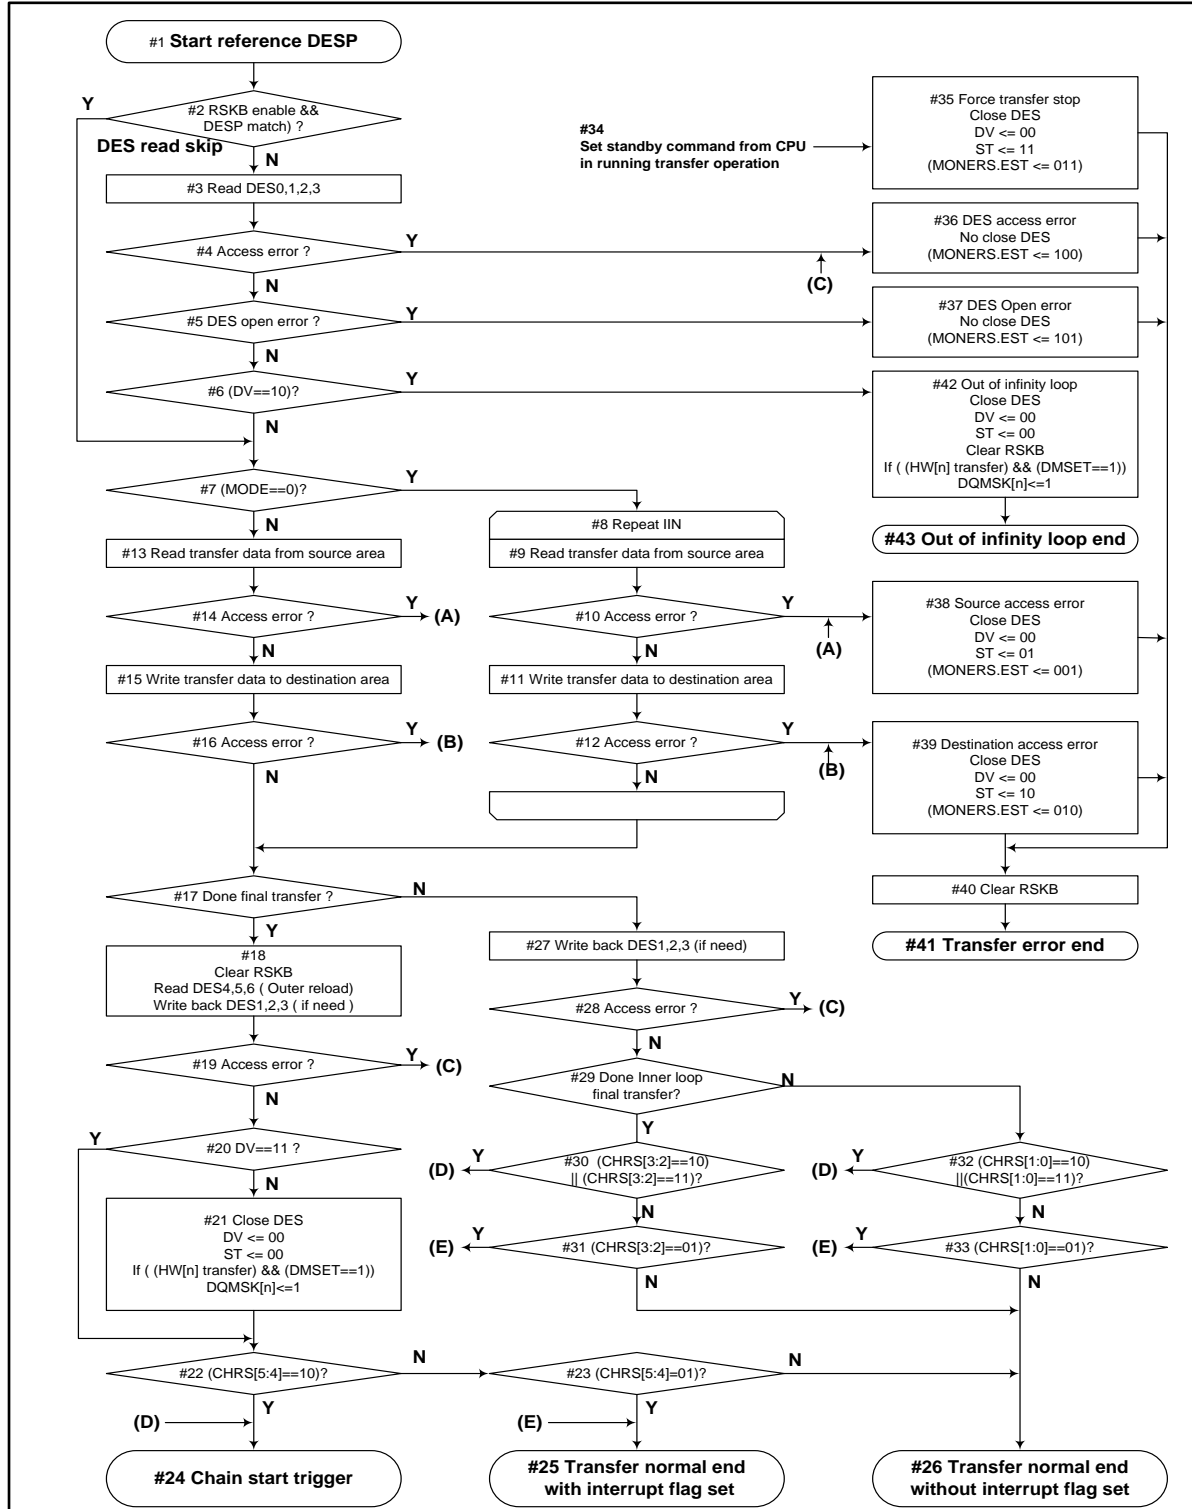 #1 Start reference DESP
Y
#2 RSKB enable &&
DESP match) ?
DES read skip
N
#3 Read DES0,1,2,3
#4 Access error ?
Y
N
(C)
#5 DES open error ?
Y
N
#6 (DV==10)?
Y
N
#34
Set standby command from CPU
in running transfer operation
#35 Force transfer stop
Close DES
DV <= 00
ST <= 11
(MONERS.EST <= 011)
#36 DES access error
No close DES
(MONERS.EST <= 100)
#37 DES Open error
No close DES
(MONERS.EST <= 101)
#42 Out of infinity loop
Close DES
DV <= 00
ST <= 00
Clear RSKB
If ( (HW[n] transfer) && (DMSET==1))
DQMSK[n]<=1
#43 Out of infinity loop end
#7 (MODE==0)?
Y
N
#8 Repeat IIN
#13 Read transfer data from source area
#9 Read transfer data from source area
#14 Access error ?
Y
(A)
N
#10 Access error ?
Y
(A)
N
#38 Source access error
Close DES
DV <= 00
ST <= 01
(MONERS.EST <= 001)
#15 Write transfer data to destination area
#11 Write transfer data to destination area
#16 Access error ?
Y
(B)
N
#12 Access error ?
Y
(B)
N
#39 Destination access error
Close DES
DV <= 00
ST <= 10
(MONERS.EST <= 010)
#17 Done final transfer ?
N
Y
#40 Clear RSKB
#41 Transfer error end
#18
Clear RSKB
Read DES4,5,6 ( Outer reload)
Write back DES1,2,3 ( if need )
#27 Write back DES1,2,3 (if need)
#28 Access error ?
Y
(C)
N
#19 Access error ?
Y
(C)
N
#29 Done Inner loop
final transfer?
N
Y
Y
#20 DV==11 ?
N
Y
(D)
#30 (CHRS[3:2]==10)
|| (CHRS[3:2]==11)?
N
Y
(D)
#32 (CHRS[1:0]==10)
||(CHRS[1:0]==11)?
N
#21 Close DES
DV <= 00
ST <= 00
If ( (HW[n] transfer) && (DMSET==1))
DQMSK[n]<=1
Y
(E)
#31 (CHRS[3:2]==01)?
N
Y
(E)
#33 (CHRS[1:0]==01)?
N
#22 (CHRS[5:4]==10)?
N
Y
#23 (CHRS[5:4]=01)?
N
Y
(D)
(E)
#24 Chain start trigger
#25 Transfer normal end
with interrupt flag set
#26 Transfer normal end
without interrupt flag set